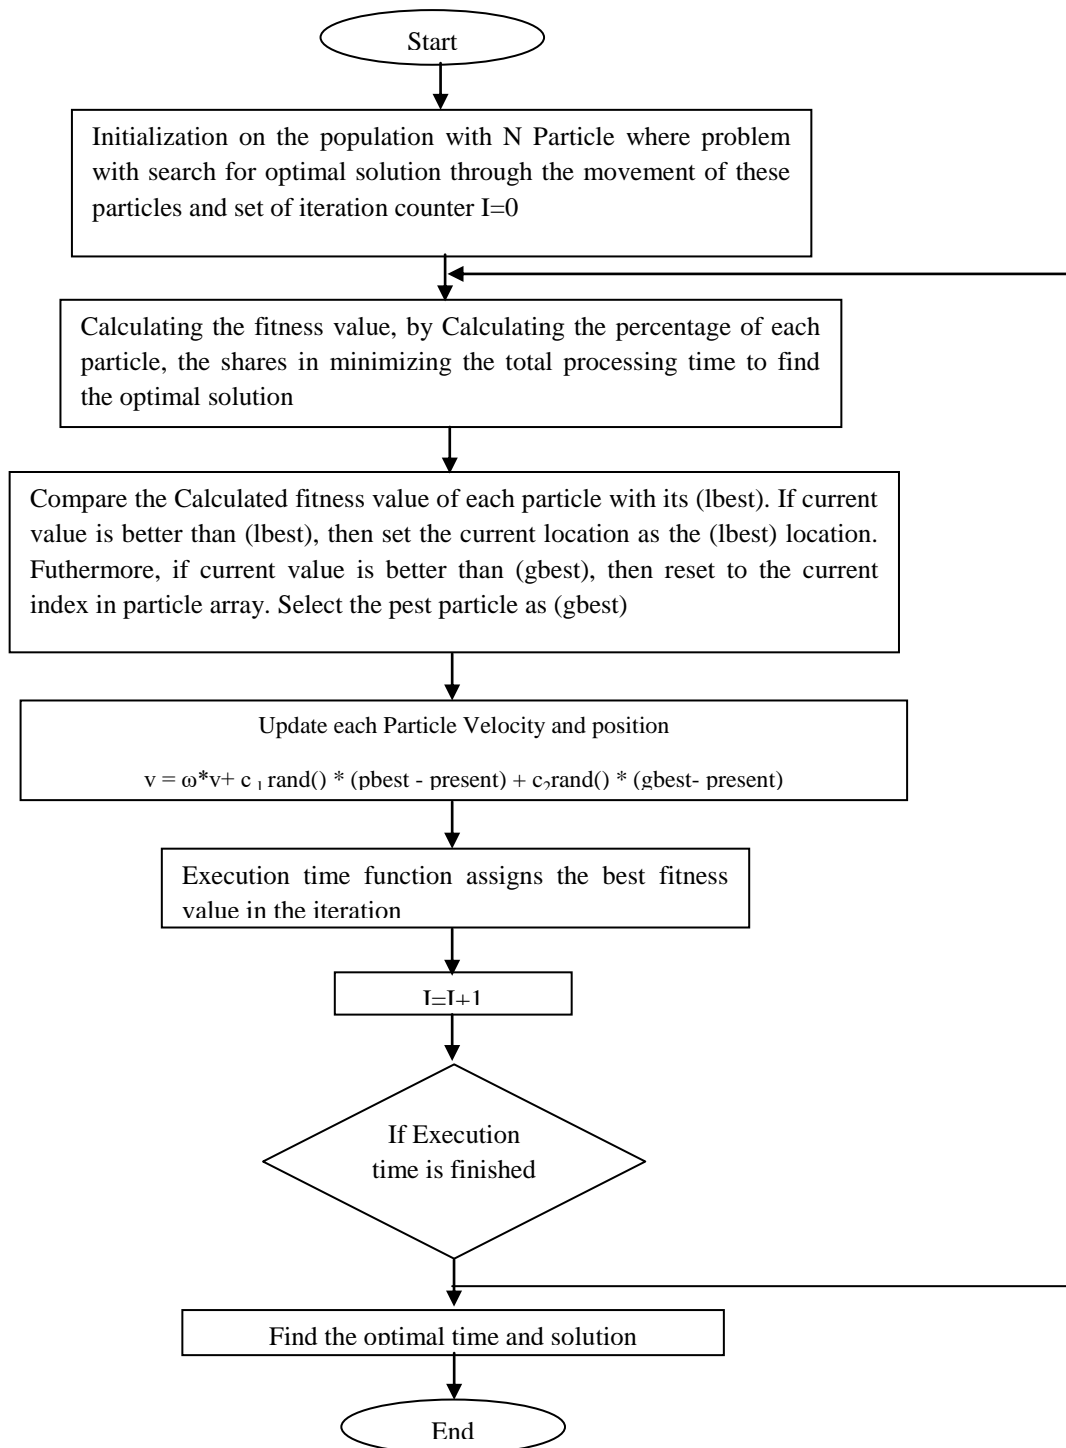 Start
Initialization on the population with N Particle where problem
with search for optimal solution through the movement of these
particles and set of iteration counter I=0
Calculating the fitness value, by Calculating the percentage of each
particle, the shares in minimizing the total processing time to find
the optimal solution
Compare the Calculated fitness value of each particle with its (lbest). If current
value is better than (lbest), then set the current location as the (lbest) location.
Futhermore, if current value is better than (gbest), then reset to the current
index in particle array. Select the pest particle as (gbest)
Update each Particle Velocity and position
v = ω*v+ c₁rand() * (pbest - present) + c₂rand() * (gbest- present)
Execution time function assigns the best fitness
value in the iteration
I=I+1
If Execution
time is finished
Find the optimal time and solution
End